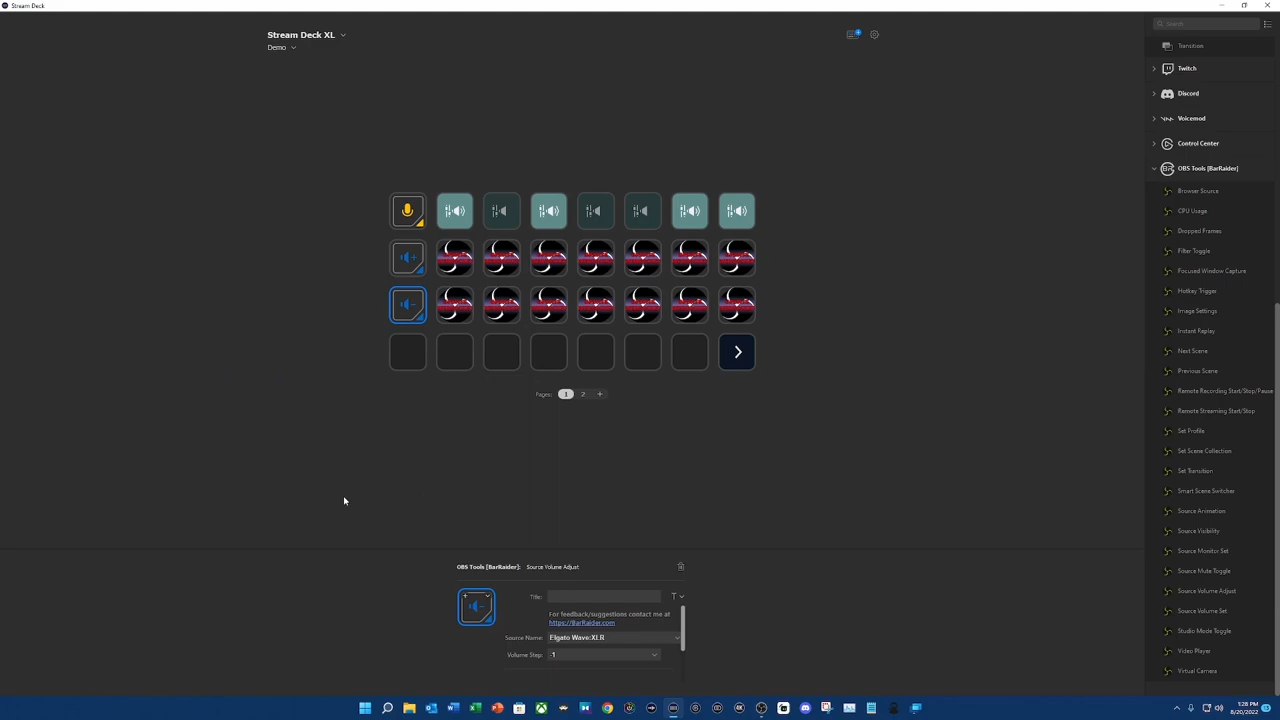 Stream Deck
Stream Deck XL
Demo
Search
Transition
Twitch
Discord
Voicemod
Control Center
OBS Tools [BarRaider]
Browser Source
CPU Usage
Dropped Frames
Filter Toggle
Focused Window Capture
Hotkey Trigger
Image Settings
Instant Replay
Next Scene
Previous Scene
Remote Recording Start/Stop/Pause
Remote Streaming Start/Stop
Set Profile
Set Scene Collection
Set Transition
Smart Scene Switcher
Source Animation
Source Visibility
Source Monitor Set
Source Mute Toggle
Source Volume Adjust
Source Volume Set
Studio Mode Toggle
Video Player
Virtual Camera
Pages: 1 2 +
OBS Tools [BarRaider]: Source Volume Adjust
Title:
For feedback/suggestions contact me at
https://BarRaider.com
Source Name: Elgato Wave:XLR
Volume Step: -1
1:26 PM
8/20/2022